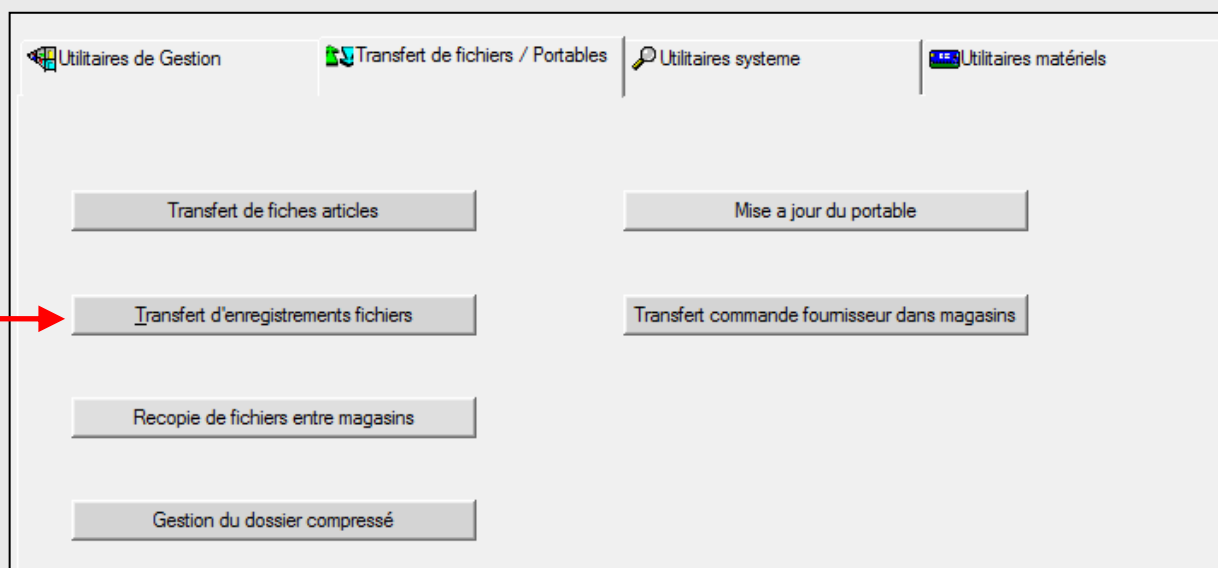 Utilitaires de Gestion
Transfert de fichiers / Portables
Utilitaires systeme
Utilitaires matériels
Transfert de fiches articles
Mise a jour du portable
Transfert d'enregistrements fichiers
Transfert commande fournisseur dans magasins
Recopie de fichiers entre magasins
Gestion du dossier compressé